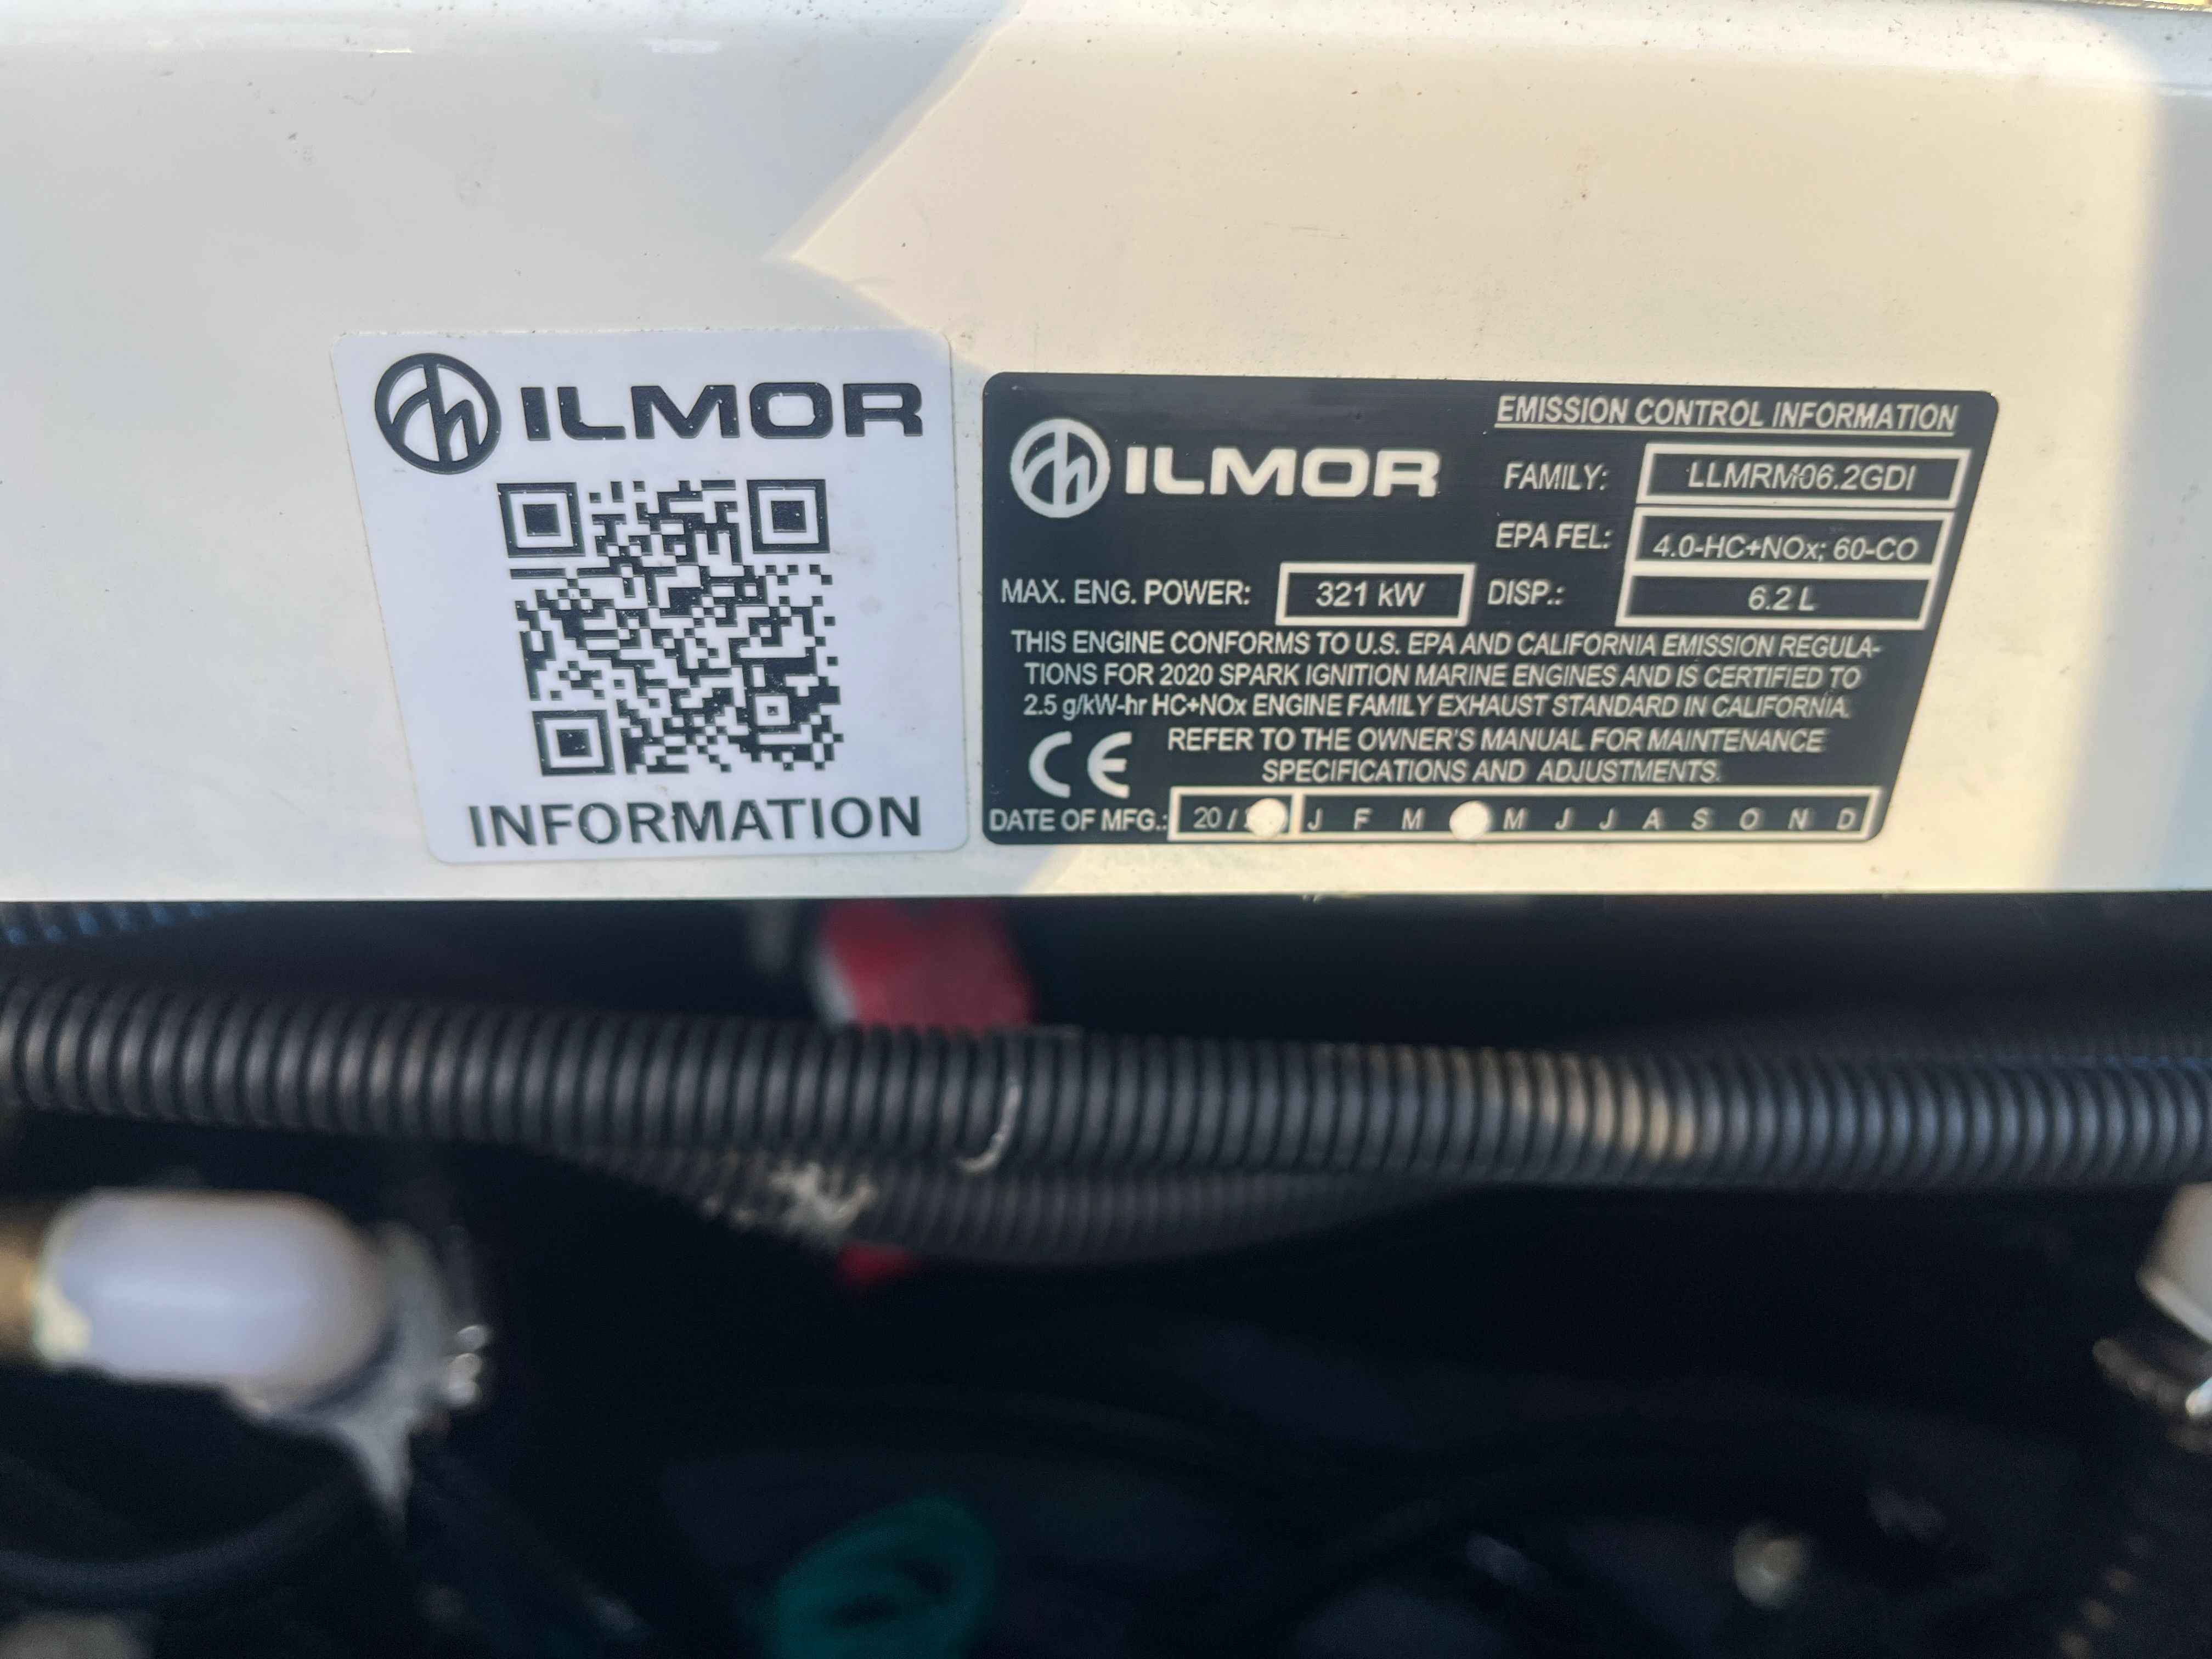 ILMOR
INFORMATION
EMISSION CONTROL INFORMATION
ILMOR
FAMILY: LLMRM06.2GDI
EPA FEL: 4.0-HC+NOx; 60-CO
MAX. ENG. POWER: 321 kW DISP.: 6.2 L
THIS ENGINE CONFORMS TO U.S. EPA AND CALIFORNIA EMISSION REGULA-
TIONS FOR 2020 SPARK IGNITION MARINE ENGINES AND IS CERTIFIED TO
2.5 g/kW-hr HC+NOx ENGINE FAMILY EXHAUST STANDARD IN CALIFORNIA.
CE REFER TO THE OWNER'S MANUAL FOR MAINTENANCE
SPECIFICATIONS AND ADJUSTMENTS.
DATE OF MFG.: 20 / J F M M J J A S O N D